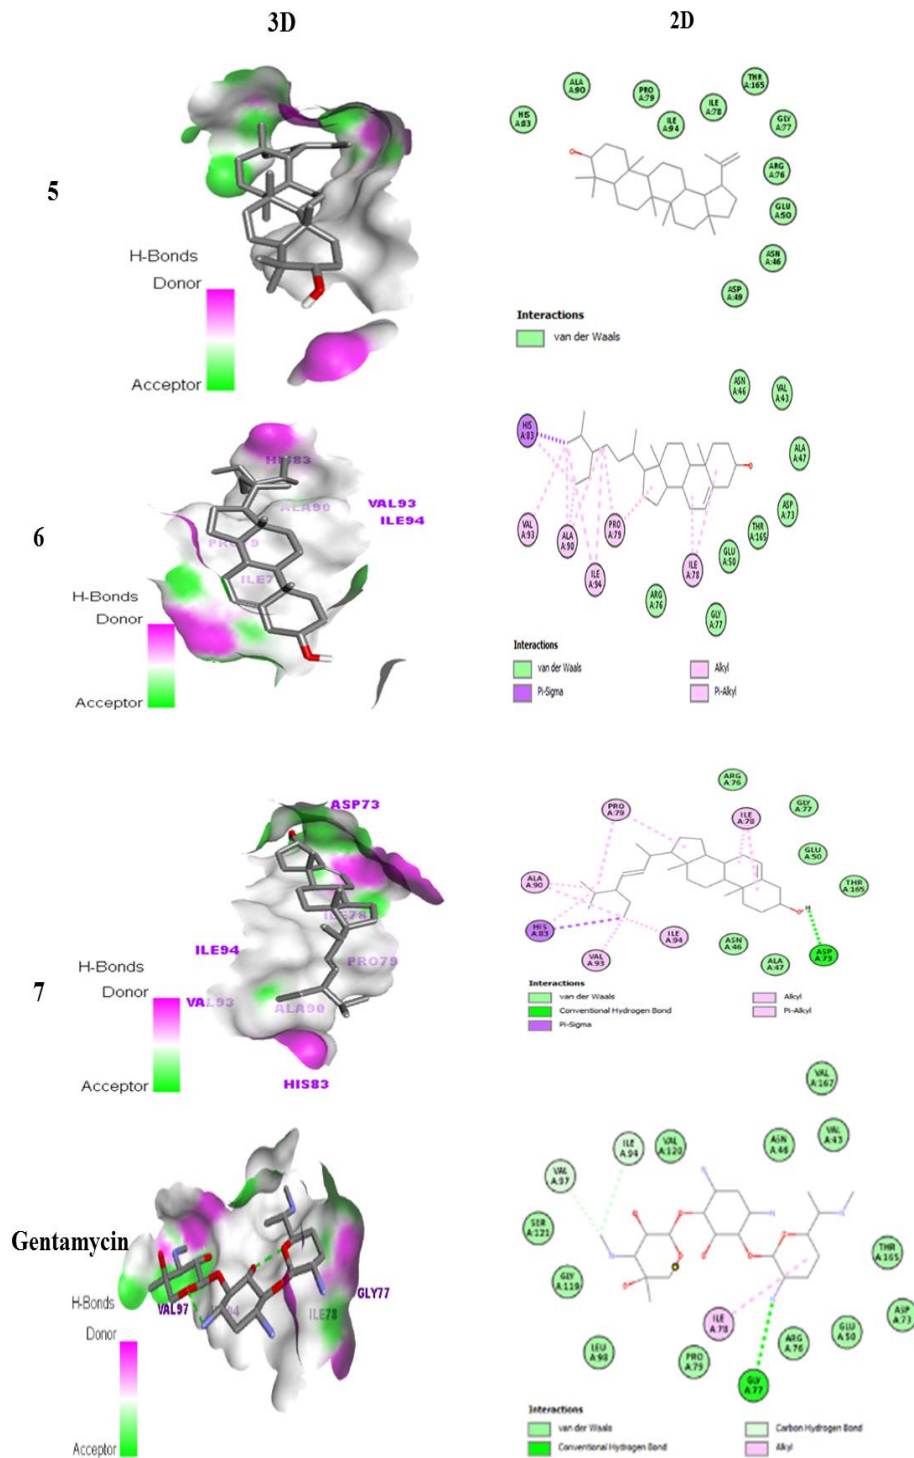 3D
2D
5
H-Bonds
Donor
Acceptor
HIS
A:83
ALA
A:90
PRO
A:79
ILE
A:94
ILE
A:78
THR
A:165
GLY
A:77
ARG
A:76
GLU
A:50
ASN
A:46
ASP
A:49
Interactions
van der Waals
6
HIS83
ALA90
VAL93
ILE94
H-Bonds
Donor
Acceptor
HIS
A:83
VAL
A:93
ALA
A:90
ILE
A:94
PRO
A:79
ILE
A:78
ARG
A:76
GLY
A:77
GLU
A:50
THR
A:165
ASP
A:73
ALA
A:47
VAL
A:43
ASN
A:46
Interactions
van der Waals
Pi-Sigma
Alkyl
Pi-Alkyl
7
ASP73
ILE78
ILE94
PRO79
VAL93
ALA90
HIS83
H-Bonds
Donor
Acceptor
ARG
A:76
GLY
A:77
PRO
A:79
ILE
A:78
GLU
A:50
THR
A:165
ALA
A:90
HIS
A:83
VAL
A:93
ILE
A:94
ASN
A:46
ALA
A:47
ASP
A:73
H
Interactions
van der Waals
Conventional Hydrogen Bond
Pi-Sigma
Alkyl
Pi-Alkyl
Gentamycin
VAL97
ILE78
GLY77
H-Bonds
Donor
Acceptor
VAL
A:167
ILE
A:94
VAL
A:120
ASN
A:46
VAL
A:43
VAL
A:97
SER
A:121
GLY
A:119
THR
A:165
ASP
A:73
LEU
A:98
PRO
A:79
ILE
A:78
ARG
A:76
GLU
A:50
GLY
A:77
Interactions
van der Waals
Conventional Hydrogen Bond
Carbon Hydrogen Bond
Alkyl